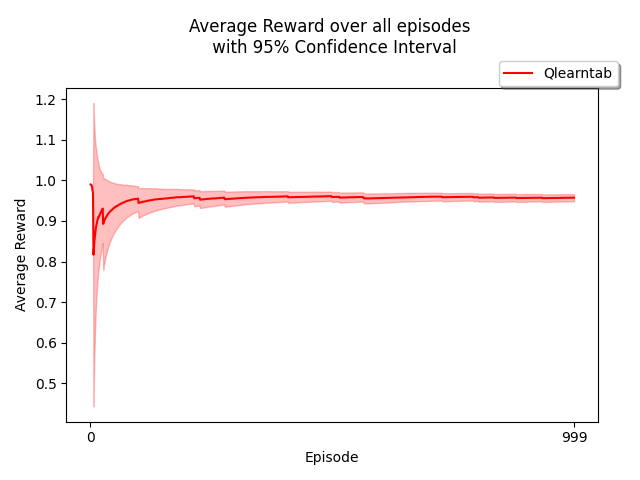 Average Reward over all episodes
with 95% Confidence Interval
Qlearntab
1.2
1.1
1.0
0.9
0.8
0.7
0.6
0.5
Average Reward
0
999
Episode